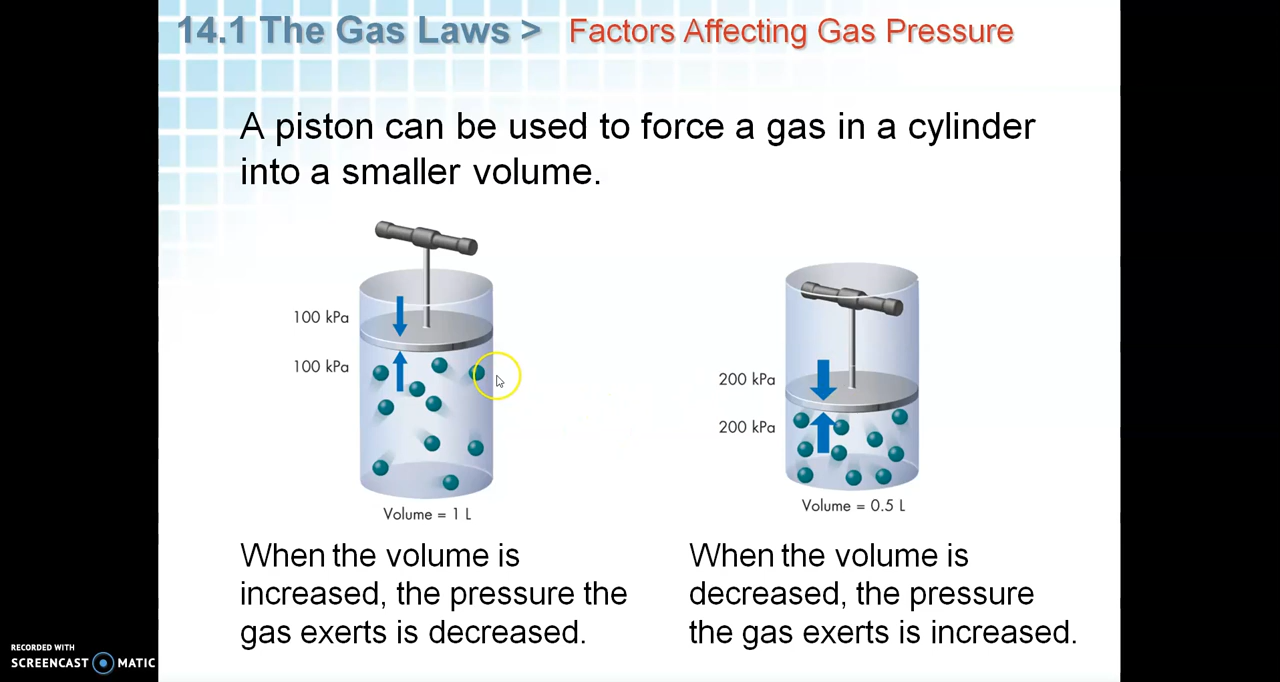 14.1 The Gas Laws > Factors Affecting Gas Pressure
A piston can be used to force a gas in a cylinder
into a smaller volume.
100 kPa
100 kPa
Volume = 1 L
200 kPa
200 kPa
Volume = 0.5 L
When the volume is
increased, the pressure the
gas exerts is decreased.
When the volume is
decreased, the pressure
the gas exerts is increased.
RECORDED WITH
SCREENCAST MATIC